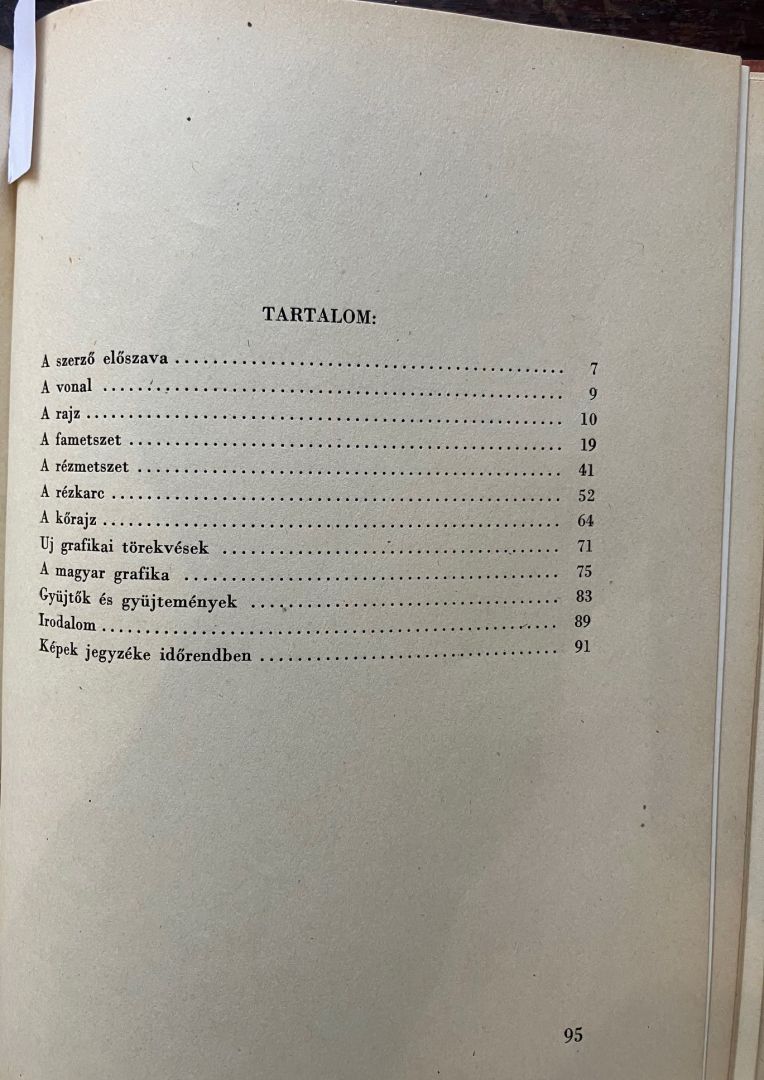 TARTALOM:
A szerző előszava ........................................ 7
A vonal ........................................ 9
A rajz ........................................ 10
A fametszet ........................................ 19
A rézmetszet ........................................ 41
A rézkarc ........................................ 52
A kőrajz ........................................ 64
Uj grafikai törekvések ........................................ 71
A magyar grafika ........................................ 75
Gyüjtők és gyüjtemények ........................................ 83
Irodalom ........................................ 89
Képek jegyzéke időrendben ........................................ 91
95